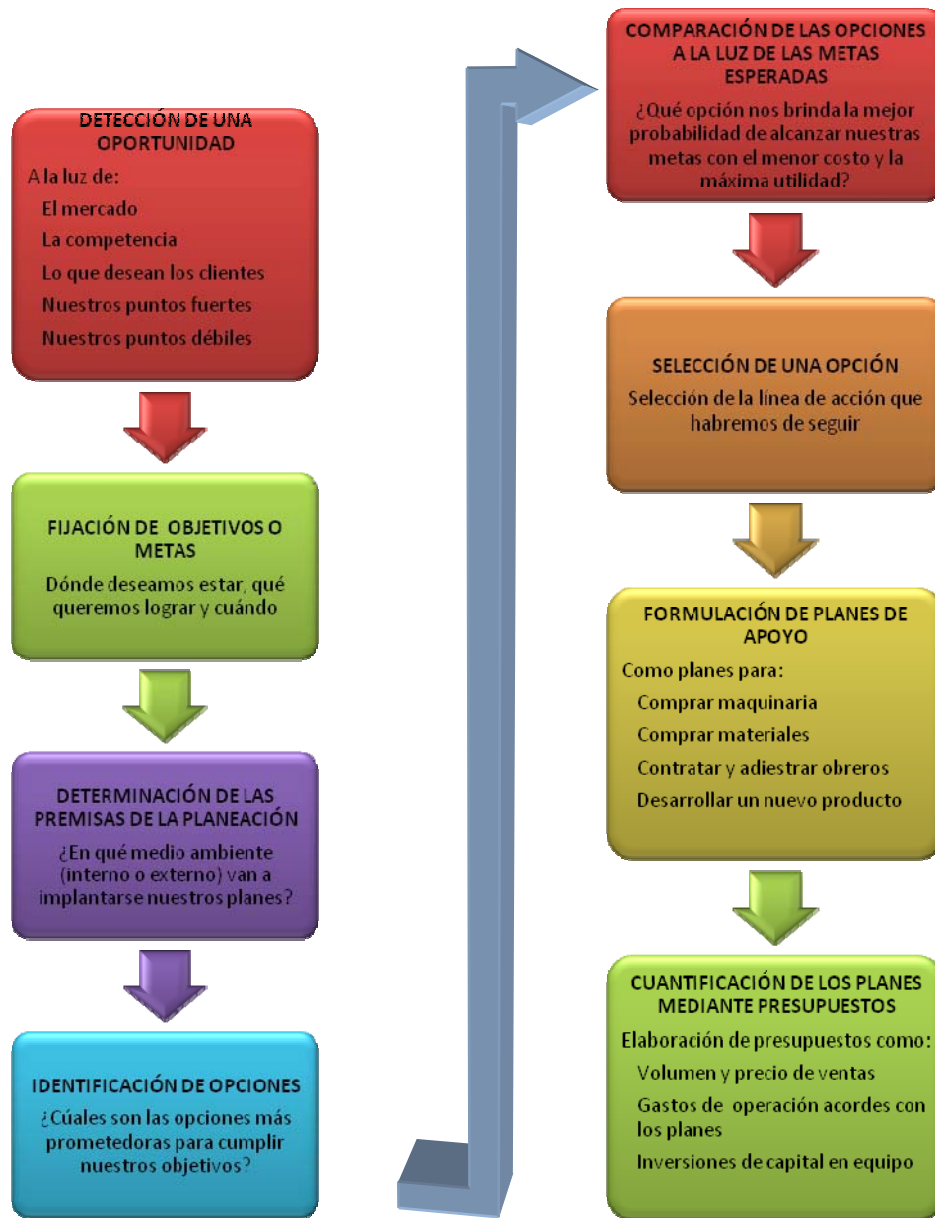 DETECCIÓN DE UNA
OPORTUNIDAD
A la luz de:
El mercado
La competencia
Lo que desean los clientes
Nuestros puntos fuertes
Nuestros puntos débiles
FIJACIÓN DE OBJETIVOS O
METAS
Dónde deseamos estar, qué
queremos lograr y cuándo
DETERMINACIÓN DE LAS
PREMISAS DE LA PLANEACIÓN
¿En qué medio ambiente
(interno o externo) van a
implantarse nuestros planes?
IDENTIFICACIÓN DE OPCIONES
¿Cúales son las opciones más
prometedoras para cumplir
nuestros objetivos?
COMPARACIÓN DE LAS OPCIONES
A LA LUZ DE LAS METAS
ESPERADAS
¿Qué opción nos brinda la mejor
probabilidad de alcanzar nuestras
metas con el menor costo y la
máxima utilidad?
SELECCIÓN DE UNA OPCIÓN
Selección de la línea de acción que
habremos de seguir
FORMULACIÓN DE PLANES DE
APOYO
Como planes para:
Comprar maquinaria
Comprar materiales
Contratar y adiestrar obreros
Desarrollar un nuevo producto
CUANTIFICACIÓN DE LOS PLANES
MEDIANTE PRESUPUESTOS
Elaboración de presupuestos como:
Volumen y precio de ventas
Gastos de operación acordes con
los planes
Inversiones de capital en equipo